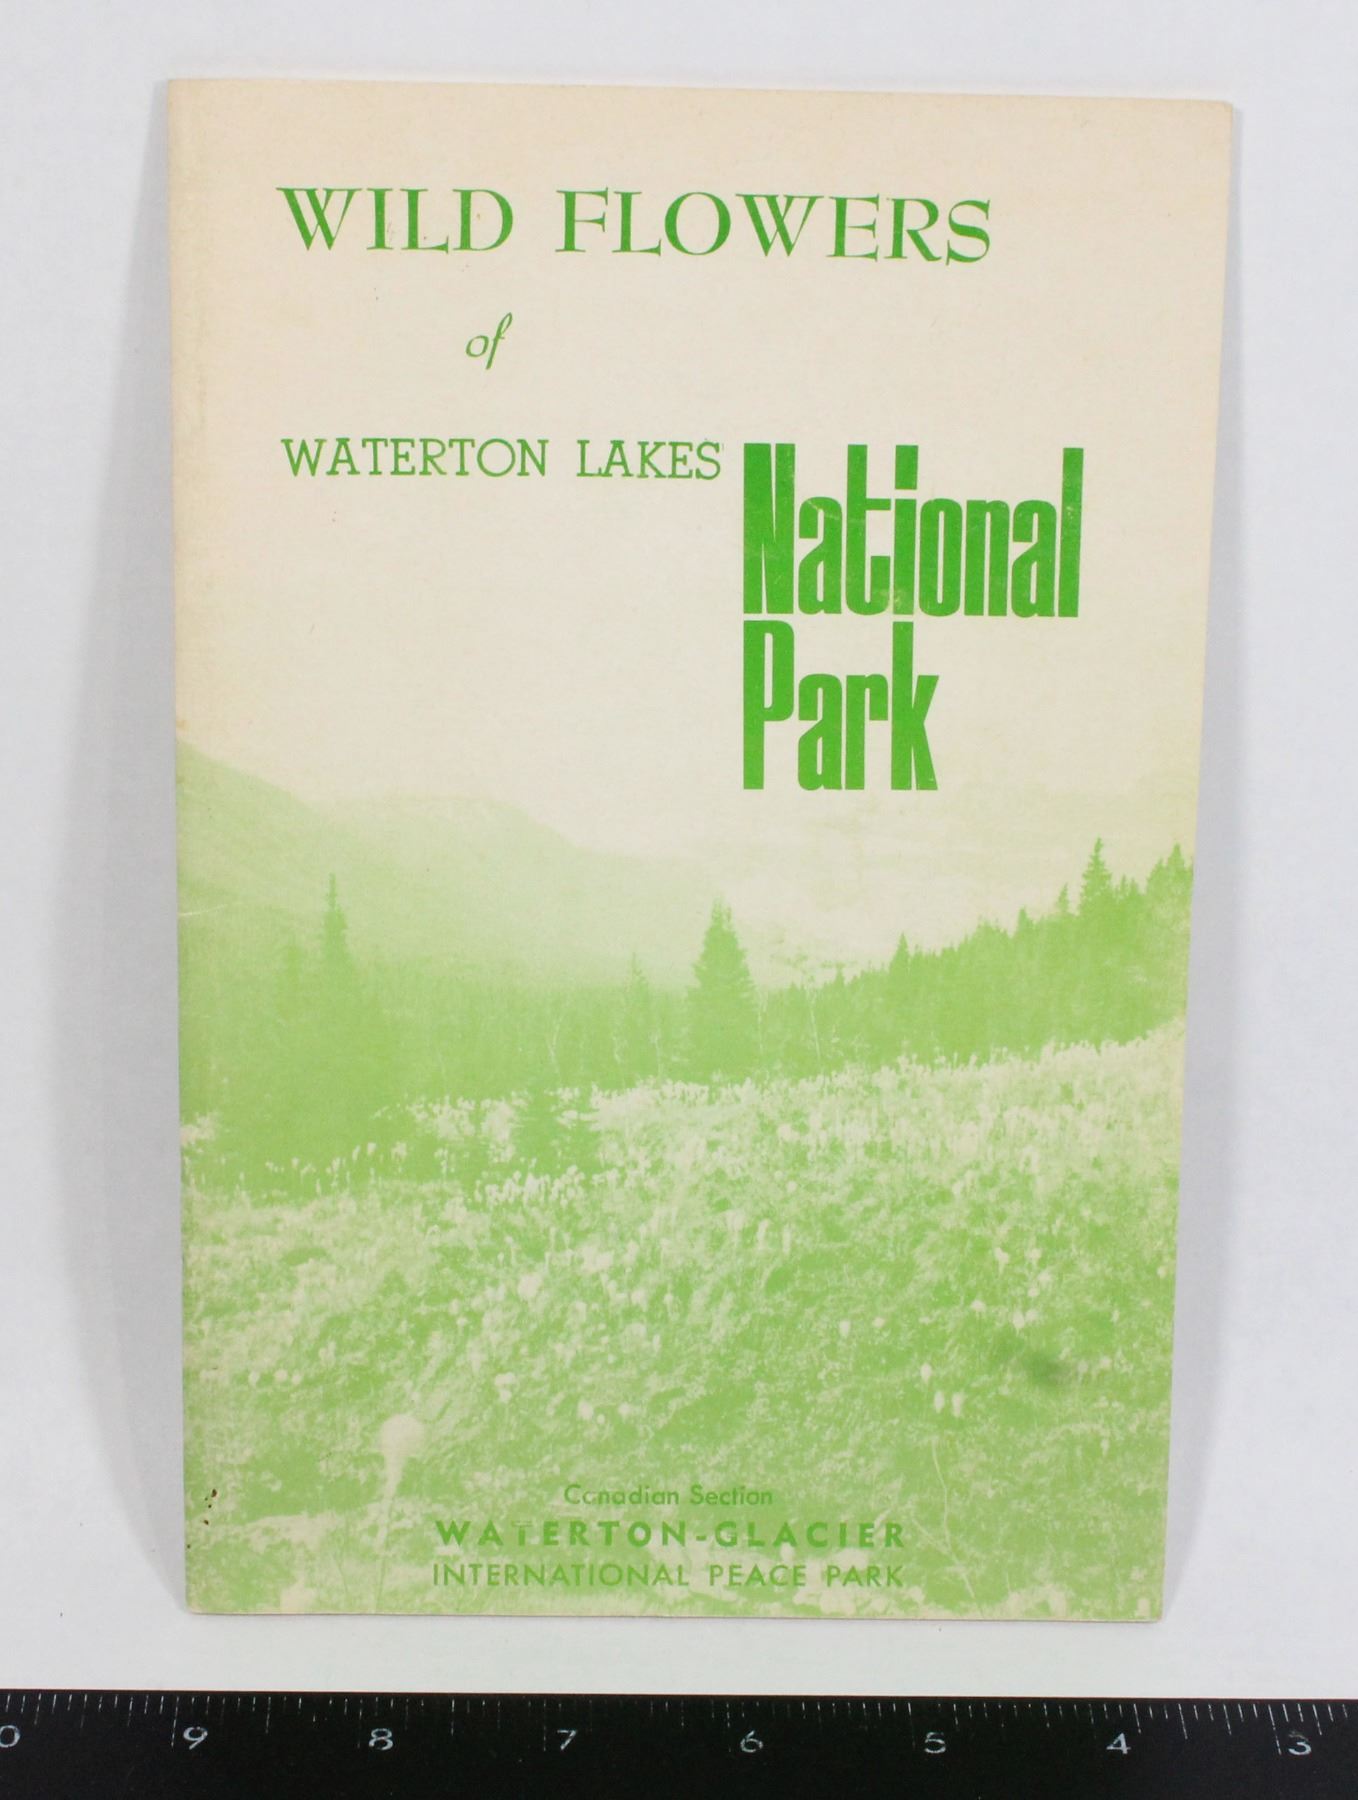 WILD FLOWERS
of
WATERTON LAKES National
Park
Canadian Section
WATERTON-GLACIER
INTERNATIONAL PEACE PARK
0 9 8 7 6 5 4 3